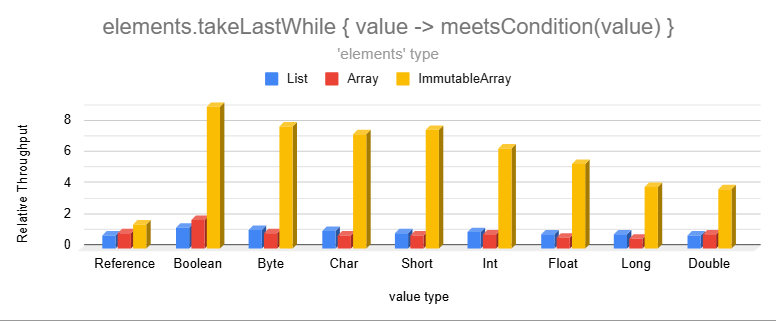 elements.takeLastWhile { value -> meetsCondition(value) }
'elements' type
List Array ImmutableArray
8
6
4
2
0
Relative Throughput
Reference Boolean Byte Char Short Int Float Long Double
value type